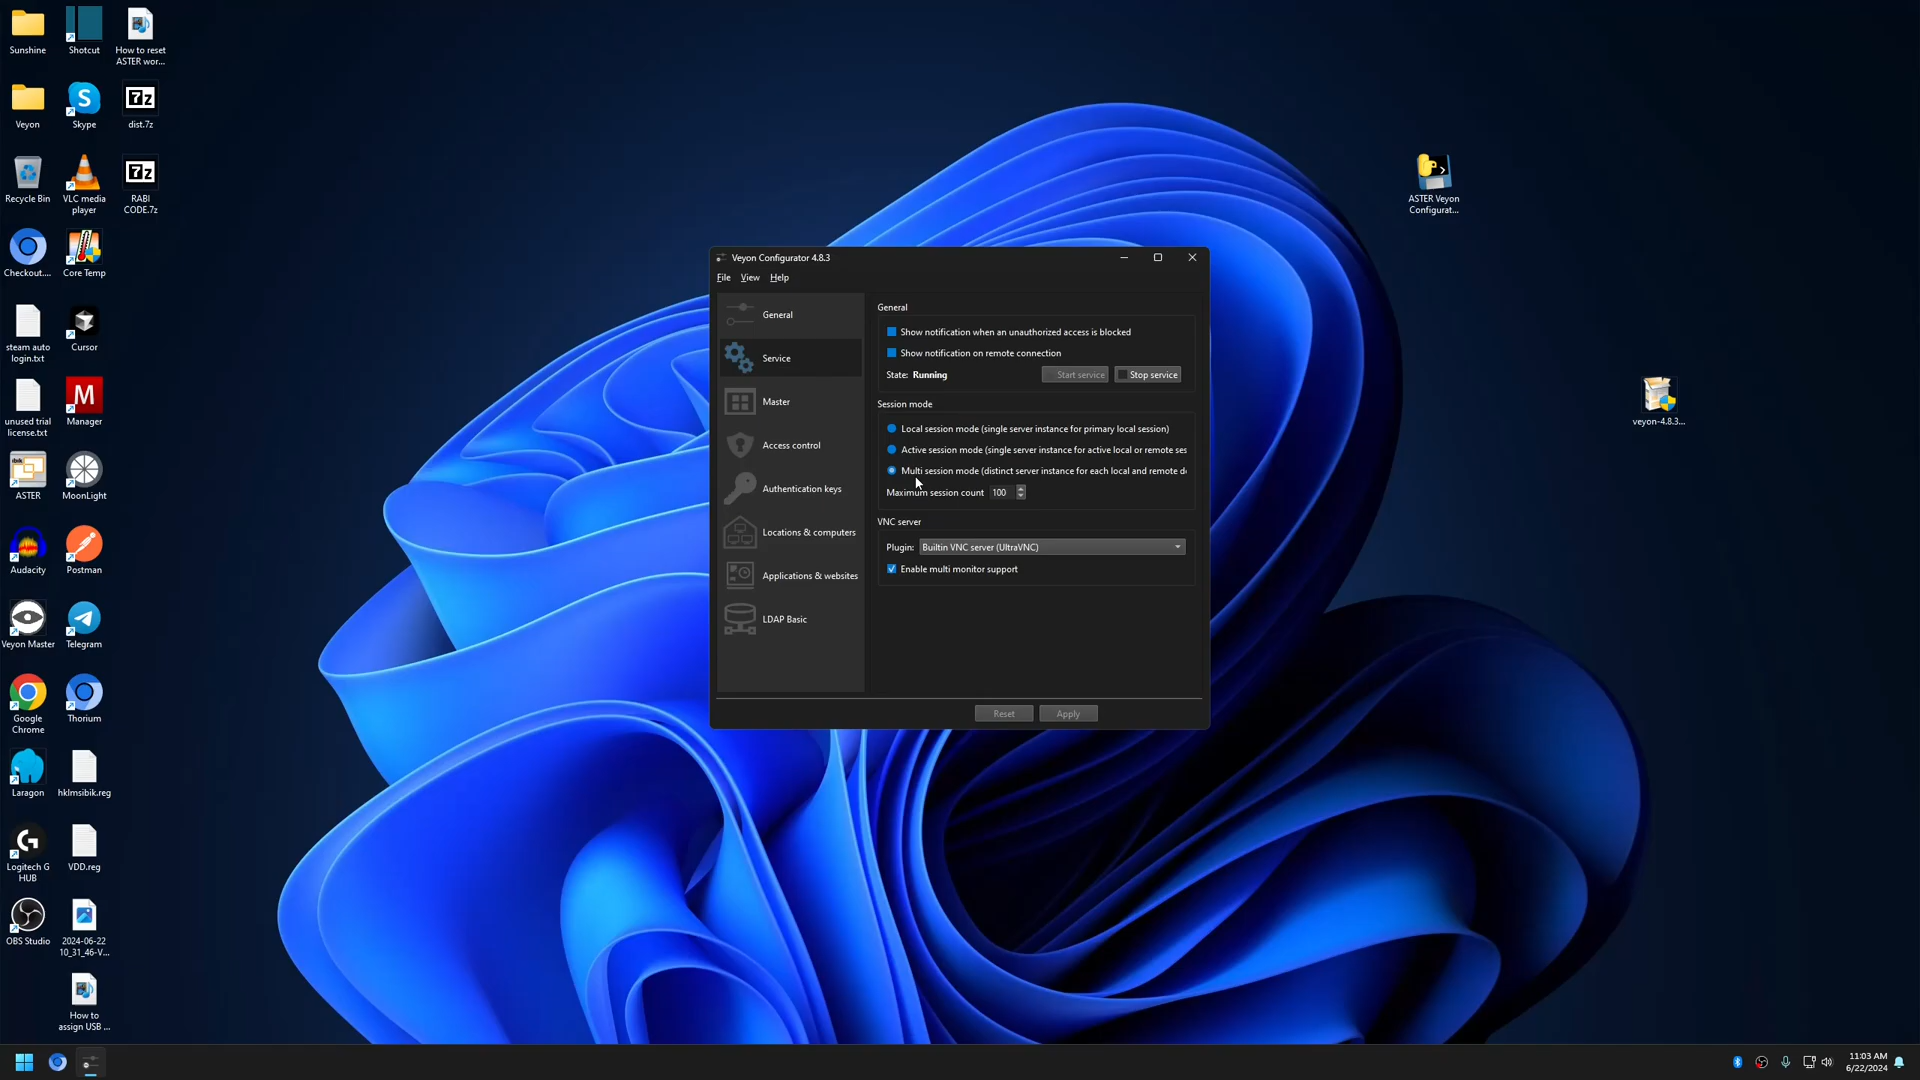 Sunshine
Shotcut
How to reset
ASTER wor...
Veyon
Skype
7z
dist.7z
Recycle Bin
VLC media
player
7z
RABI
CODE.7z
Checkout....
Core Temp
steam auto
login.txt
Cursor
unused trial
license.txt
M
Manager
ibik
ASTER
MoonLight
Audacity
Postman
Veyon Master
Telegram
Google
Chrome
Thorium
Laragon
hklmsibik.reg
Logitech G
HUB
VDD.reg
OBS Studio
2024-06-22
10_31_46-V...
How to
assign USB ...
ASTER Veyon
Configurat...
veyon-4.8.3...
Veyon Configurator 4.8.3
File View Help
General
Service
Master
Access control
Authentication keys
Locations & computers
Applications & websites
LDAP Basic
General
Show notification when an unauthorized access is blocked
Show notification on remote connection
State: Running Start service Stop service
Session mode
Local session mode (single server instance for primary local session)
Active session mode (single server instance for active local or remote ses
Multi session mode (distinct server instance for each local and remote de
Maximum session count 100
VNC server
Plugin: Builtin VNC server (UltraVNC)
Enable multi monitor support
Reset Apply
11:03 AM
6/22/2024